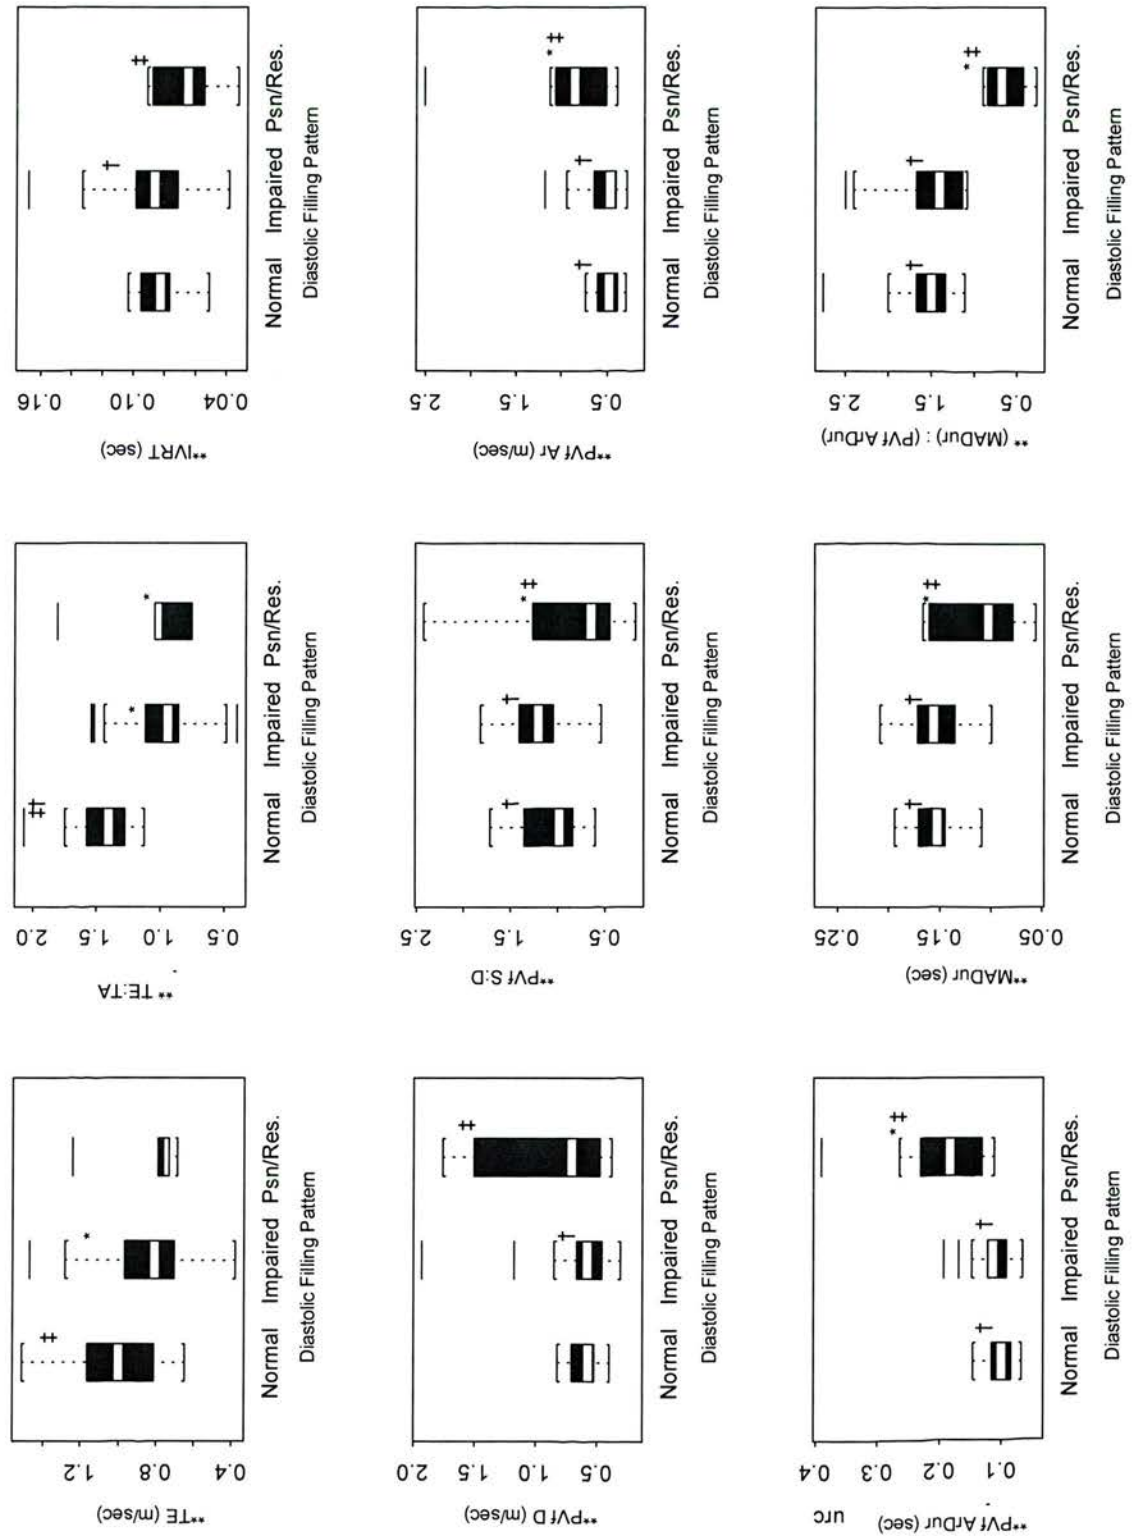 **TE (m/sec)
1.2
0.8
0.4
‡
*
Normal Impaired Psn/Res.
Diastolic Filling Pattern
** TE:TA
2.0
1.5
1.0
0.5
†‡
*
*
Normal Impaired Psn/Res.
Diastolic Filling Pattern
**IVRT (sec)
0.16
0.10
0.04
†
‡
Normal Impaired Psn/Res.
Diastolic Filling Pattern
**PVf D (m/sec)
2.0
1.5
1.0
0.5
†
‡
Normal Impaired Psn/Res.
Diastolic Filling Pattern
**PVf S:D
2.5
1.5
0.5
†
†
*‡
Normal Impaired Psn/Res.
Diastolic Filling Pattern
**PVf Ar (m/sec)
2.5
1.5
0.5
†
†
*‡
Normal Impaired Psn/Res.
Diastolic Filling Pattern
urc
**PVf ArDur (sec)
0.4
0.3
0.2
0.1
†
†
*‡
Normal Impaired Psn/Res.
Diastolic Filling Pattern
**MADur (sec)
0.25
0.15
0.05
†
†
*‡
Normal Impaired Psn/Res.
Diastolic Filling Pattern
** (MADur) : (PVf ArDur)
2.5
1.5
0.5
†
†
*‡
Normal Impaired Psn/Res.
Diastolic Filling Pattern